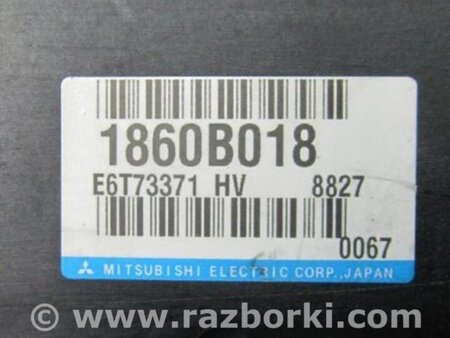 1860B018
E6T73371 HV 8827
0067
MITSUBISHI ELECTRIC CORP., JAPAN
© www.razborki.com